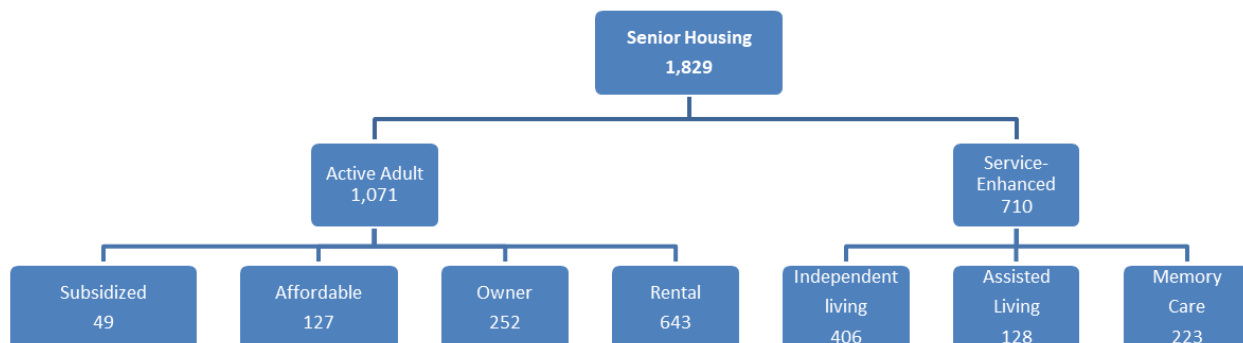 Senior Housing
1,829
Active Adult
1,071
Service-
Enhanced
710
Subsidized
49
Affordable
127
Owner
252
Rental
643
Independent
living
406
Assisted
Living
128
Memory
Care
223